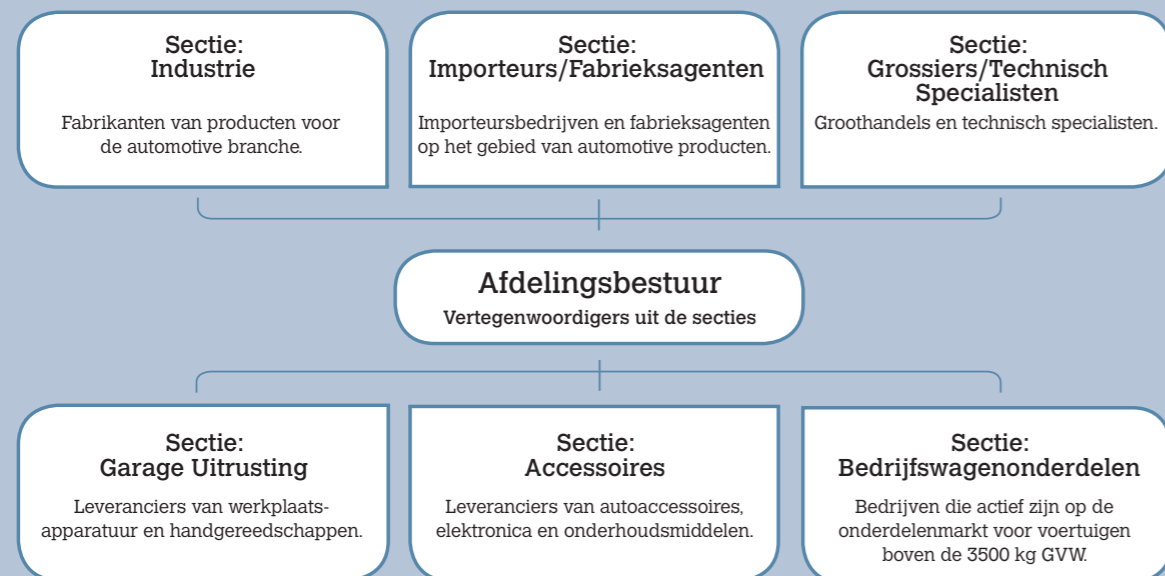 Sectie:
Industrie
Fabrikanten van producten voor
de automotive branche.
Sectie:
Importeurs/Fabrieksagenten
Importeursbedrijven en fabrieksagenten
op het gebied van automotive producten.
Sectie:
Grossiers/Technisch
Specialisten
Groothandels en technisch specialisten.
Afdelingsbestuur
Vertegenwoordigers uit de secties
Sectie:
Garage Uitrusting
Leveranciers van werkplaats-
apparatuur en handgereedschappen.
Sectie:
Accessoires
Leveranciers van autoaccessoires,
elektronica en onderhoudsmiddelen.
Sectie:
Bedrijfswagenonderdelen
Bedrijven die actief zijn op de
onderdelenmarkt voor voertuigen
boven de 3500 kg GVW.